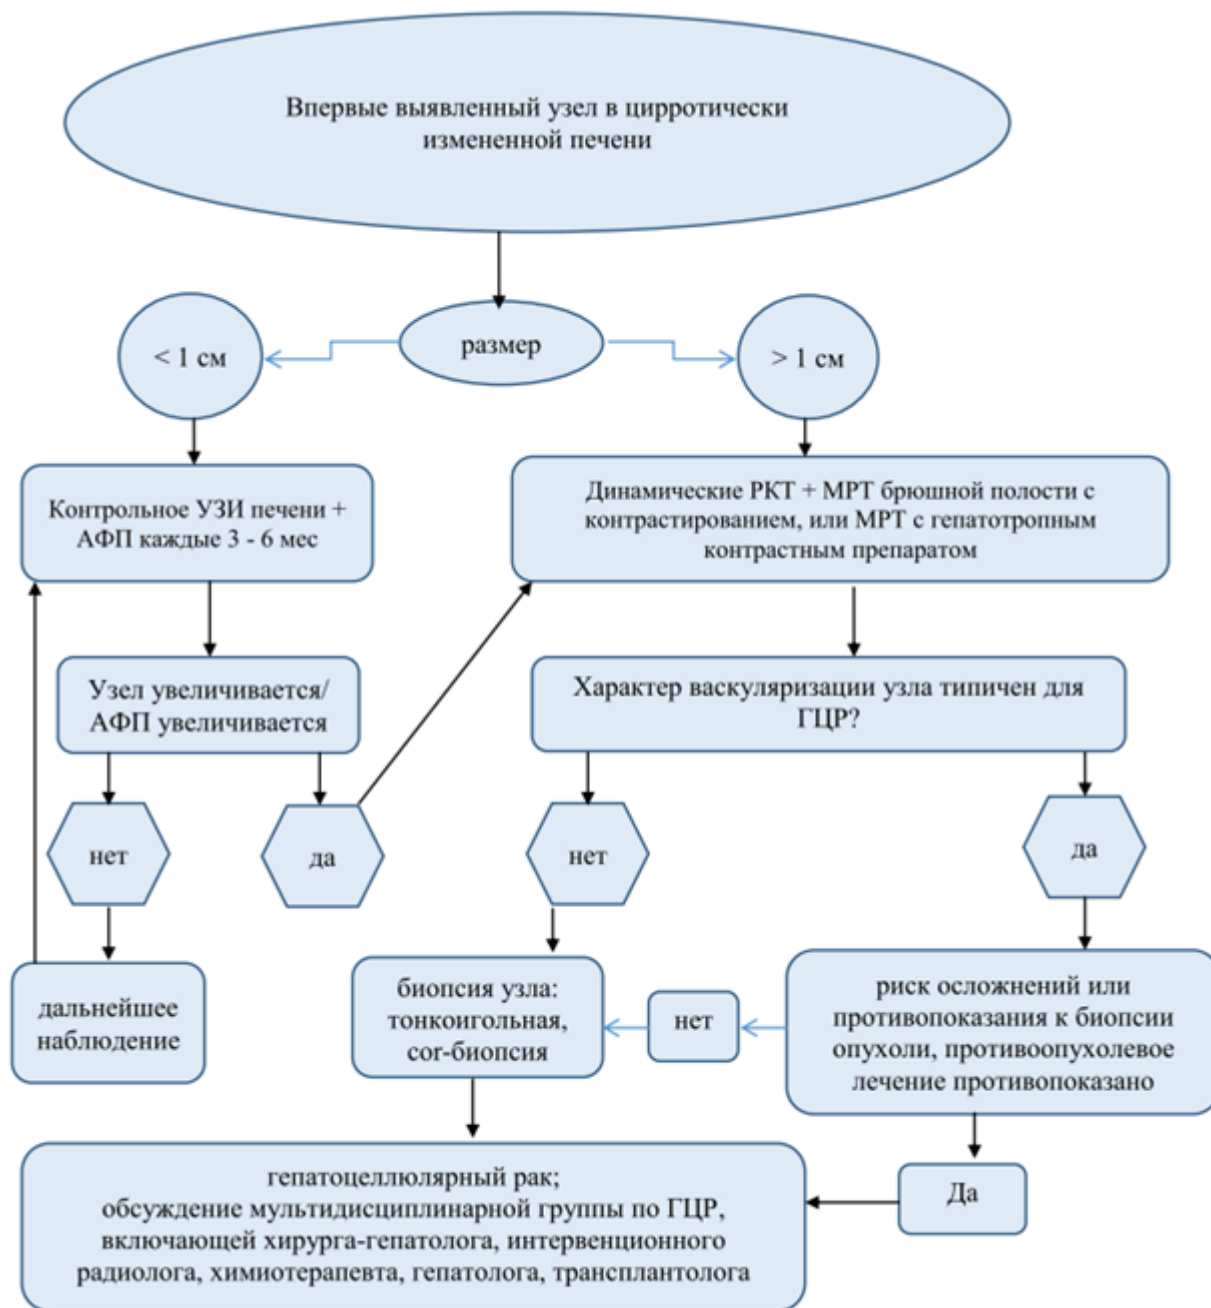 Впервые выявленный узел в цирротически
измененной печени
размер
< 1 см
> 1 см
Контрольное УЗИ печени +
АФП каждые 3 - 6 мес
Динамические РКТ + МРТ брюшной полости с
контрастированием, или МРТ с гепатотропным
контрастным препаратом
Узел увеличивается/
АФП увеличивается
Характер васкуляризации узла типичен для
ГЦР?
нет
да
нет
да
дальнейшее
наблюдение
биопсия узла:
тонкоигольная,
cor-биопсия
нет
риск осложнений или
противопоказания к биопсии
опухоли, противоопухолевое
лечение противопоказано
Да
гепатоцеллюлярный рак;
обсуждение мультидисциплинарной группы по ГЦР,
включающей хирурга-гепатолога, интервенционного
радиолога, химиотерапевта, гепатолога, трансплантолога